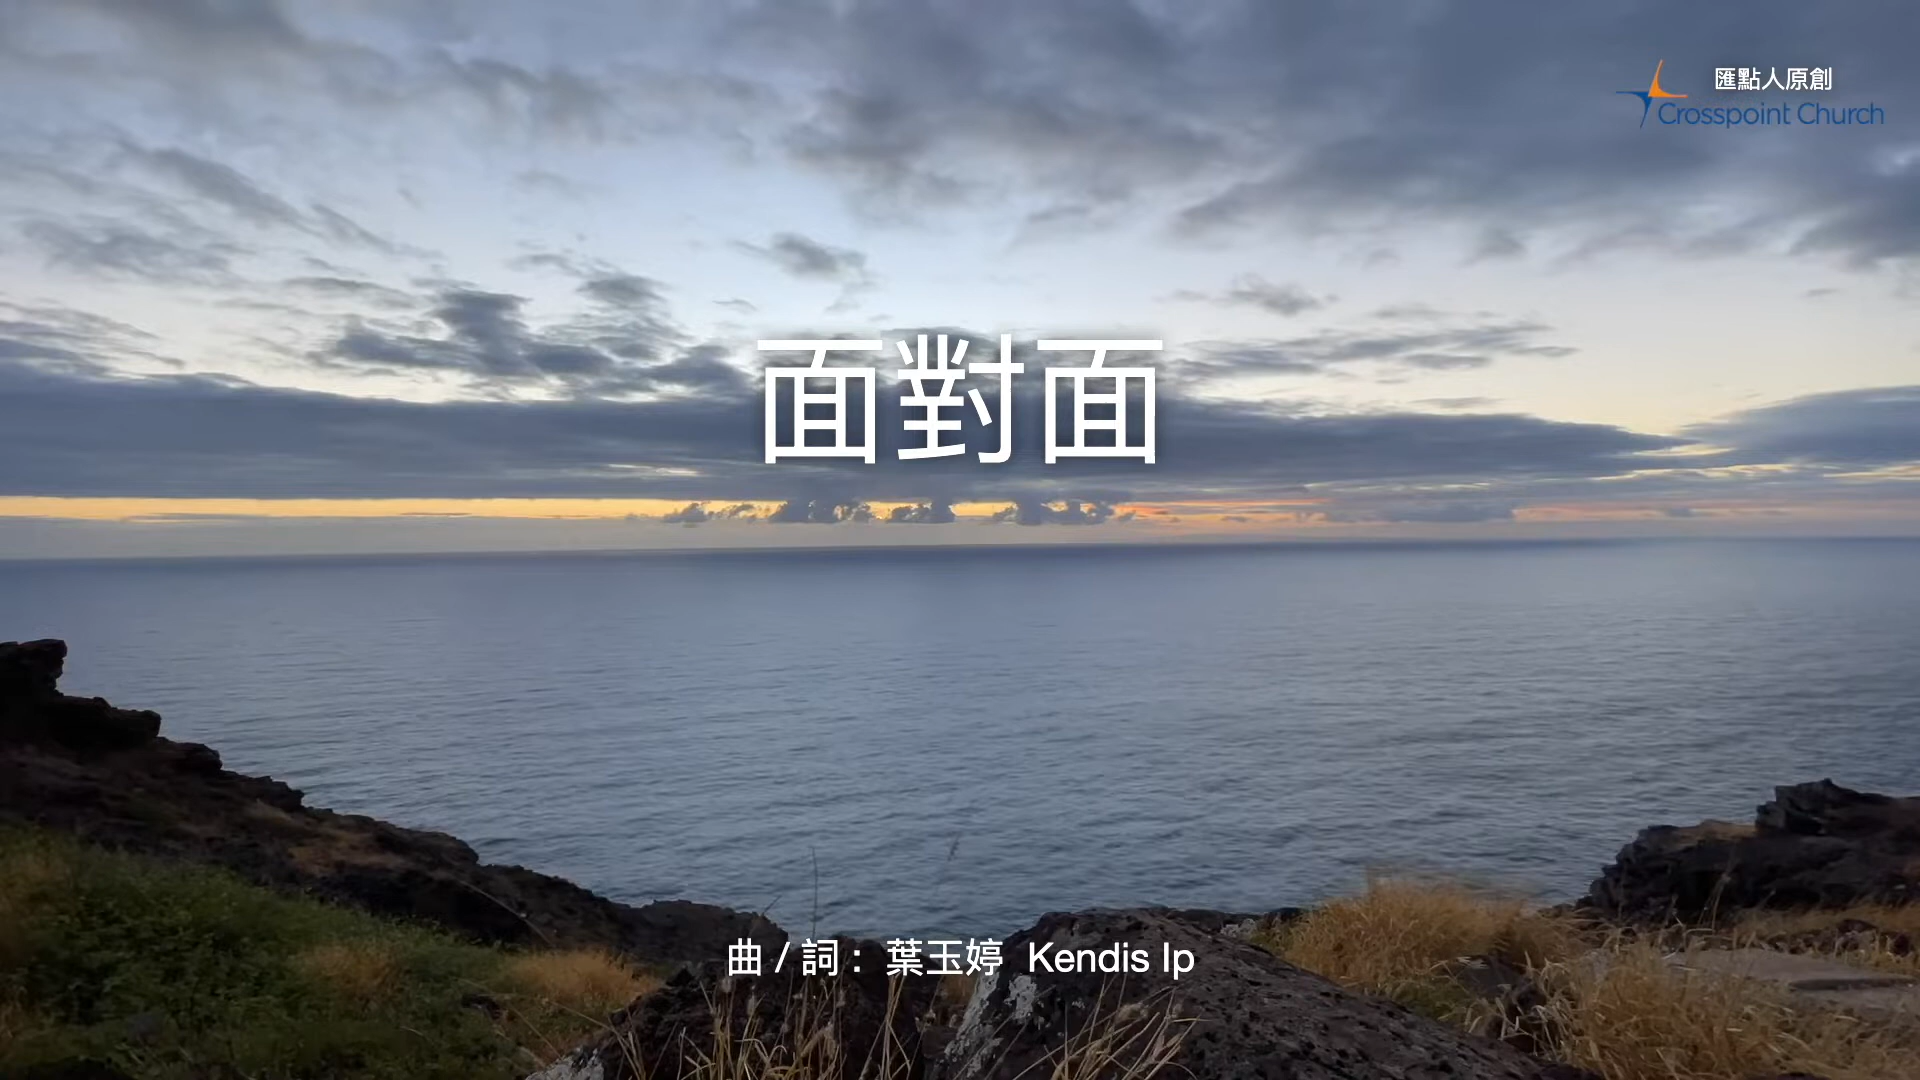 匯點人原創
Crosspoint Church
面對面
曲 / 詞 : 葉玉婷 Kendis Ip